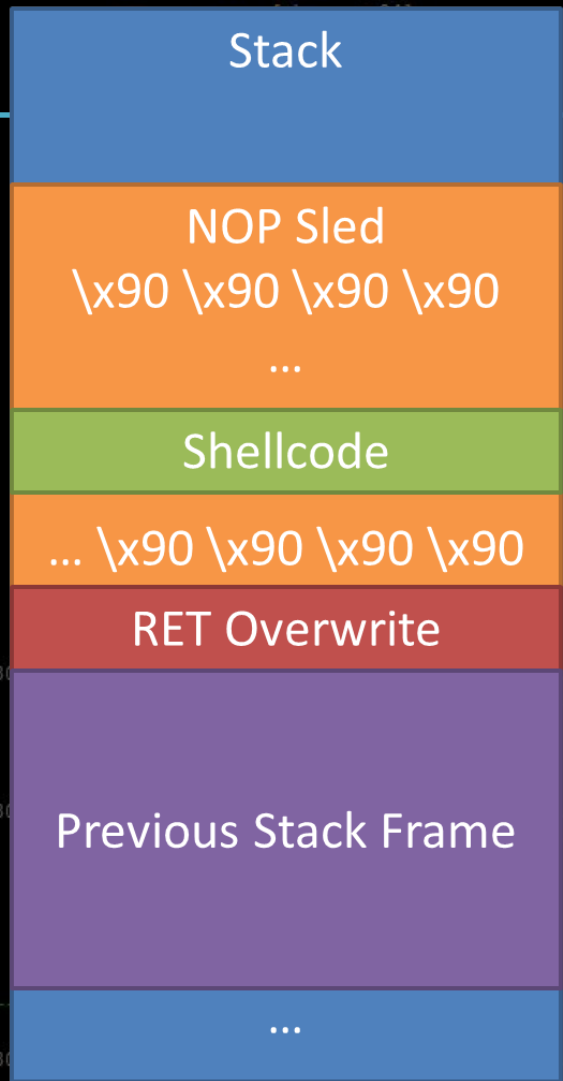 Stack
NOP Sled
\x90 \x90 \x90 \x90
...
Shellcode
... \x90 \x90 \x90 \x90
RET Overwrite
Previous Stack Frame
...